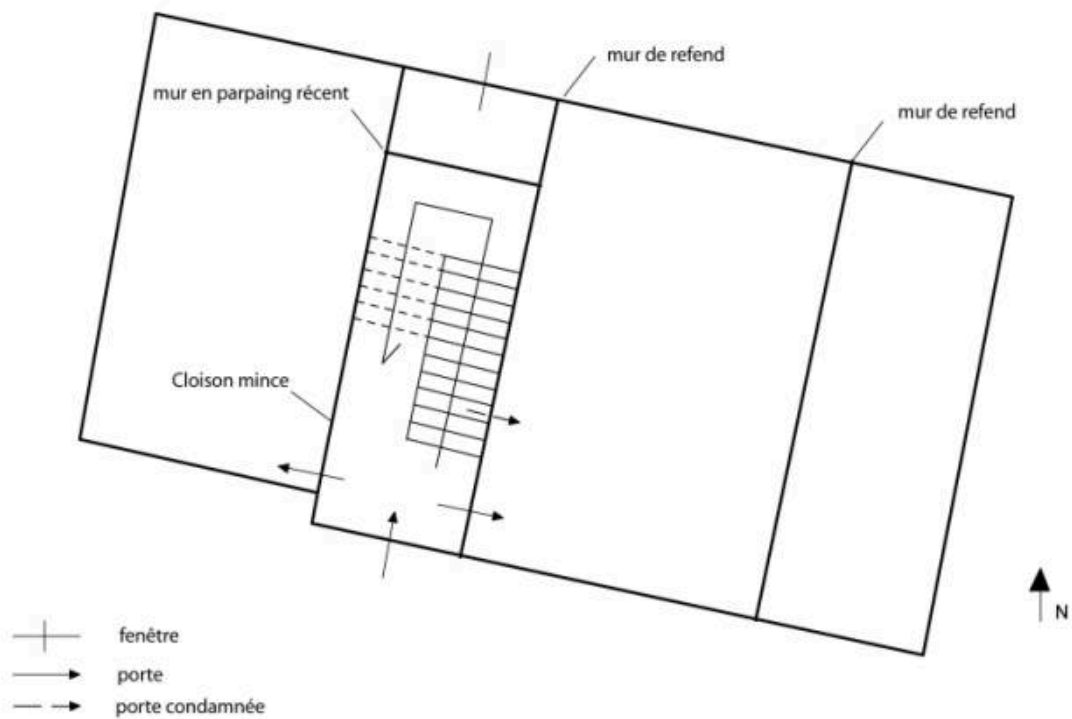 mur de refend
mur en parpaing récent
mur de refend
Cloison mince
N
fenêtre
porte
porte condamnée